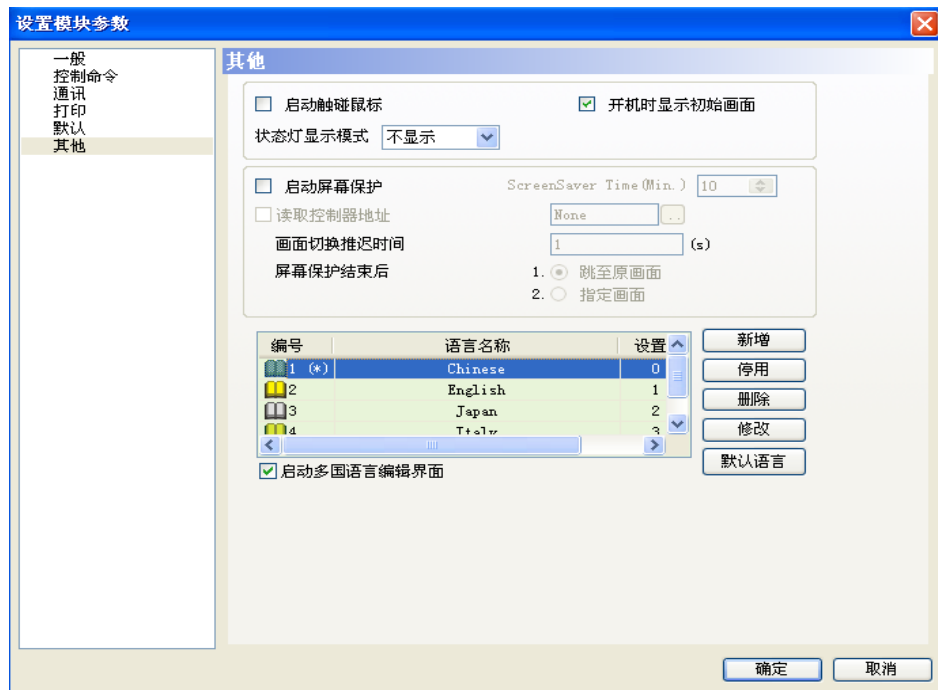 设置模块参数
一般
控制命令
通讯
打印
默认
其他
其他
启动触碰鼠标
开机时显示初始画面
状态灯显示模式 不显示
启动屏幕保护 ScreenSaver Time(Min.) 10
读取控制器地址 None ..
画面切换推迟时间 1 (s)
屏幕保护结束后 1. 跳至原画面
2. 指定画面
编号 语言名称 设置
1 (*) Chinese 0
2 English 1
3 Japan 2
4 Italy 3
新增
停用
删除
修改
默认语言
启动多国语言编辑界面
确定 取消